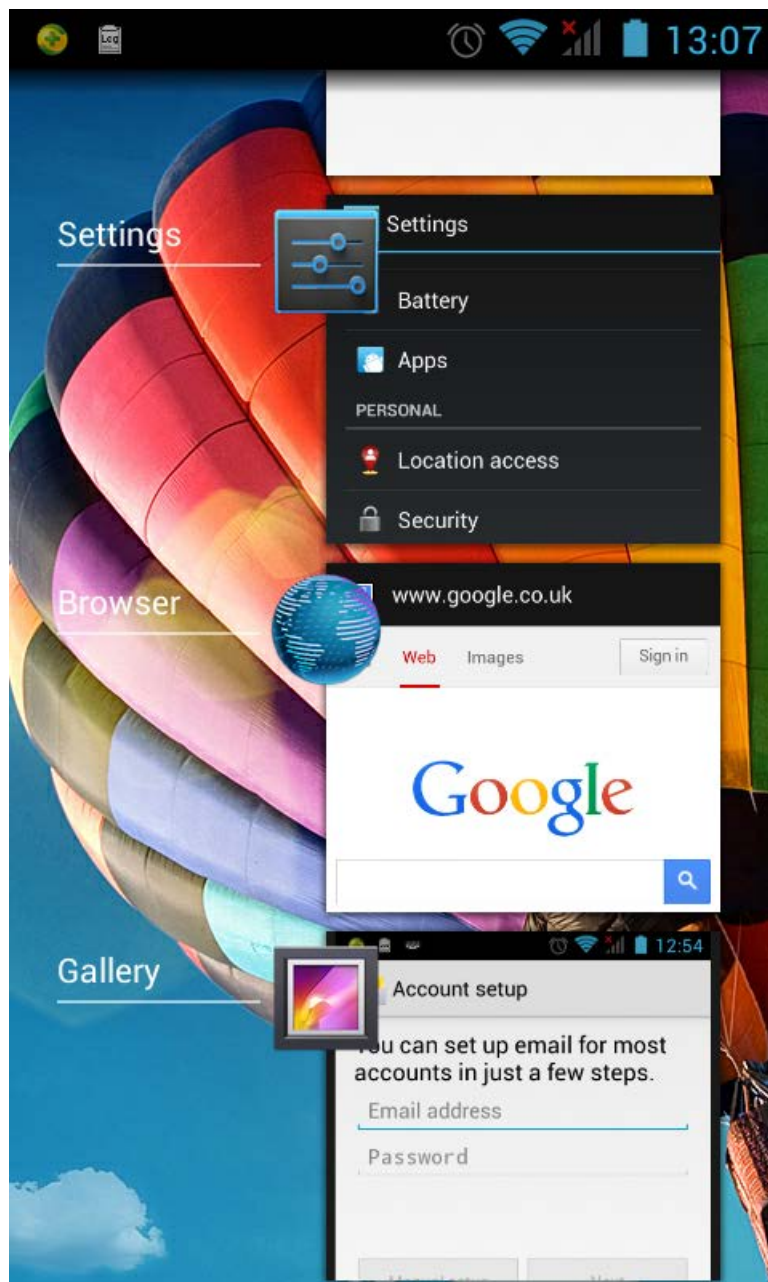 13:07
Settings
Settings
Battery
Apps
PERSONAL
Location access
Security
Browser
www.google.co.uk
Web Images Sign in
Google
Gallery
12:54
Account setup
You can set up email for most
accounts in just a few steps.
Email address
Password